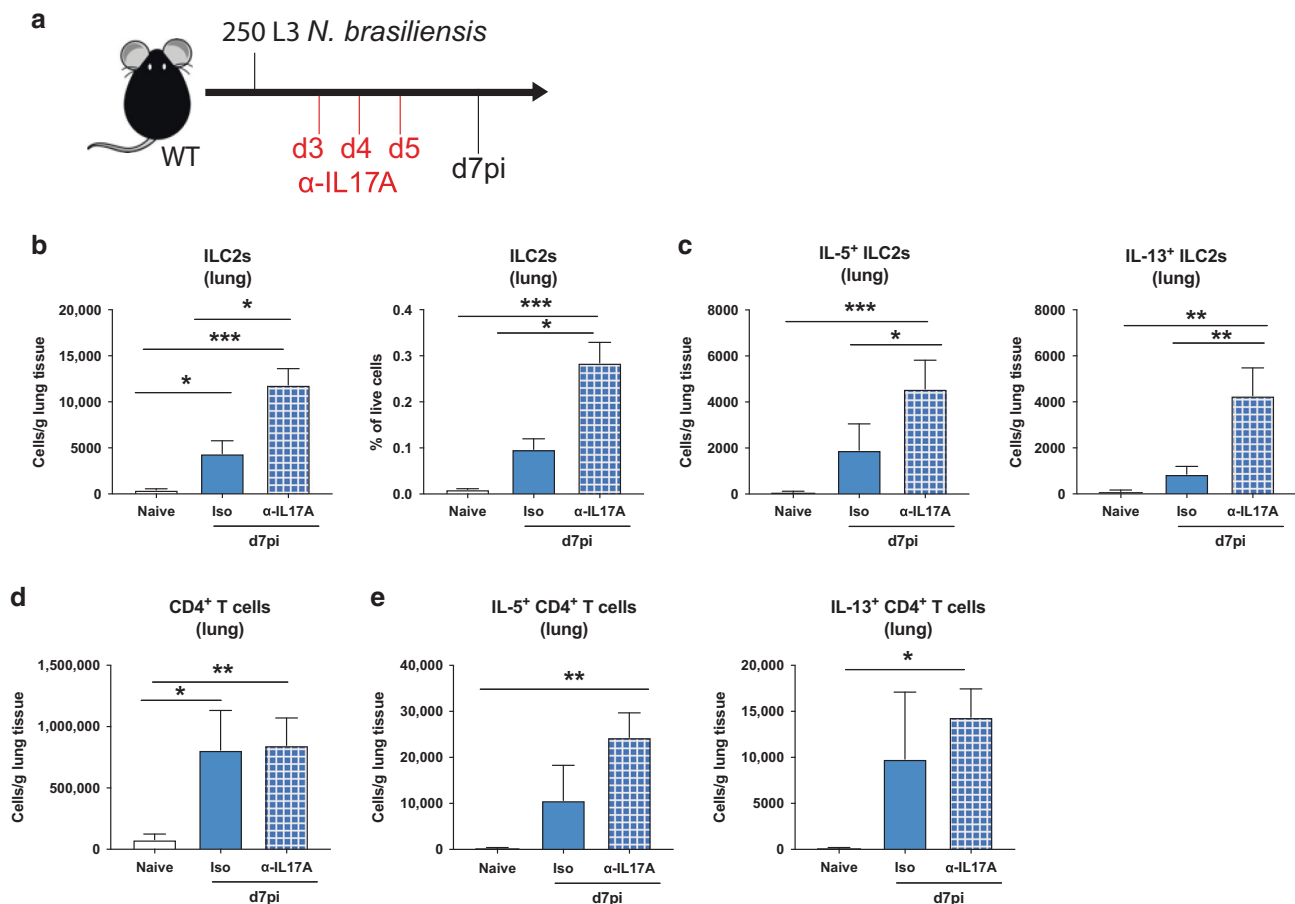 a
250 L3 N. brasiliensis
WT
d3 d4 d5
α-IL17A
d7pi
b
ILC2s
(lung)
Cells/g lung tissue
20,000
15,000
10,000
5000
0
*
***
*
Naive Iso α-IL17A
d7pi
ILC2s
(lung)
% of live cells
0.4
0.3
0.2
0.1
0.0
***
*
Naive Iso α-IL17A
d7pi
c
IL-5+ ILC2s
(lung)
Cells/g lung tissue
8000
6000
4000
2000
0
***
*
Naive Iso α-IL17A
d7pi
IL-13+ ILC2s
(lung)
Cells/g lung tissue
8000
6000
4000
2000
0
**
**
Naive Iso α-IL17A
d7pi
d
CD4+ T cells
(lung)
Cells/g lung tissue
1,500,000
1,000,000
500,000
0
**
*
Naive Iso α-IL17A
d7pi
e
IL-5+ CD4+ T cells
(lung)
Cells/g lung tissue
40,000
30,000
20,000
10,000
0
**
Naive Iso α-IL17A
d7pi
IL-13+ CD4+ T cells
(lung)
Cells/g lung tissue
20,000
15,000
10,000
5000
0
*
Naive Iso α-IL17A
d7pi